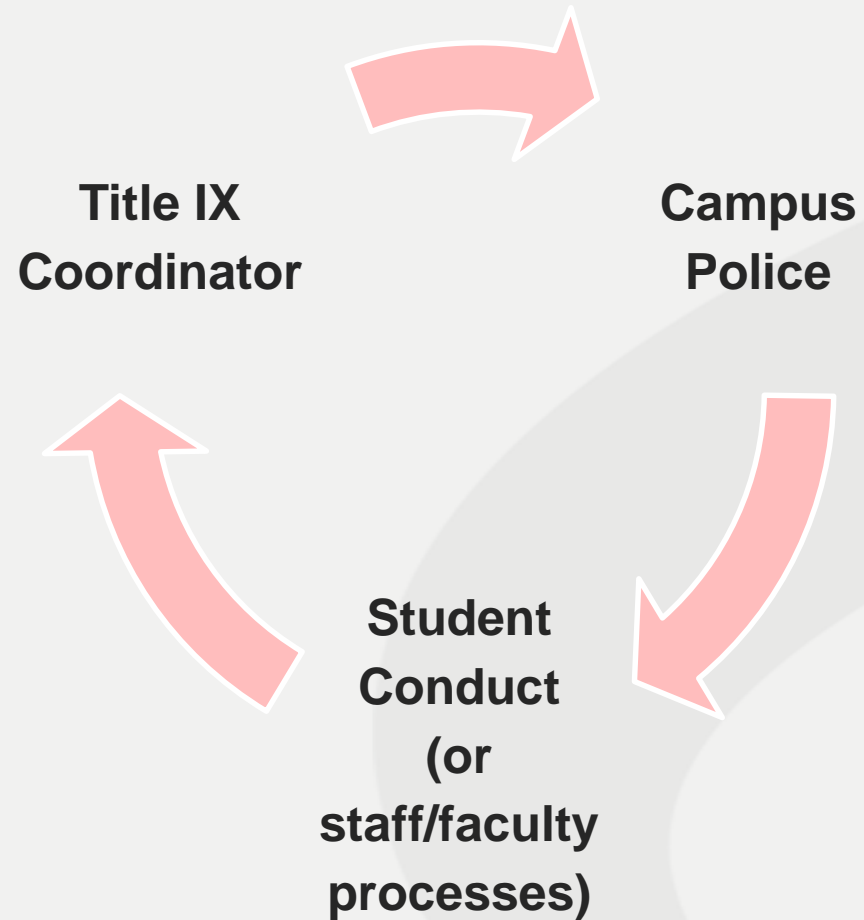 Title IX
Coordinator
Campus
Police
Student
Conduct
(or
staff/faculty
processes)